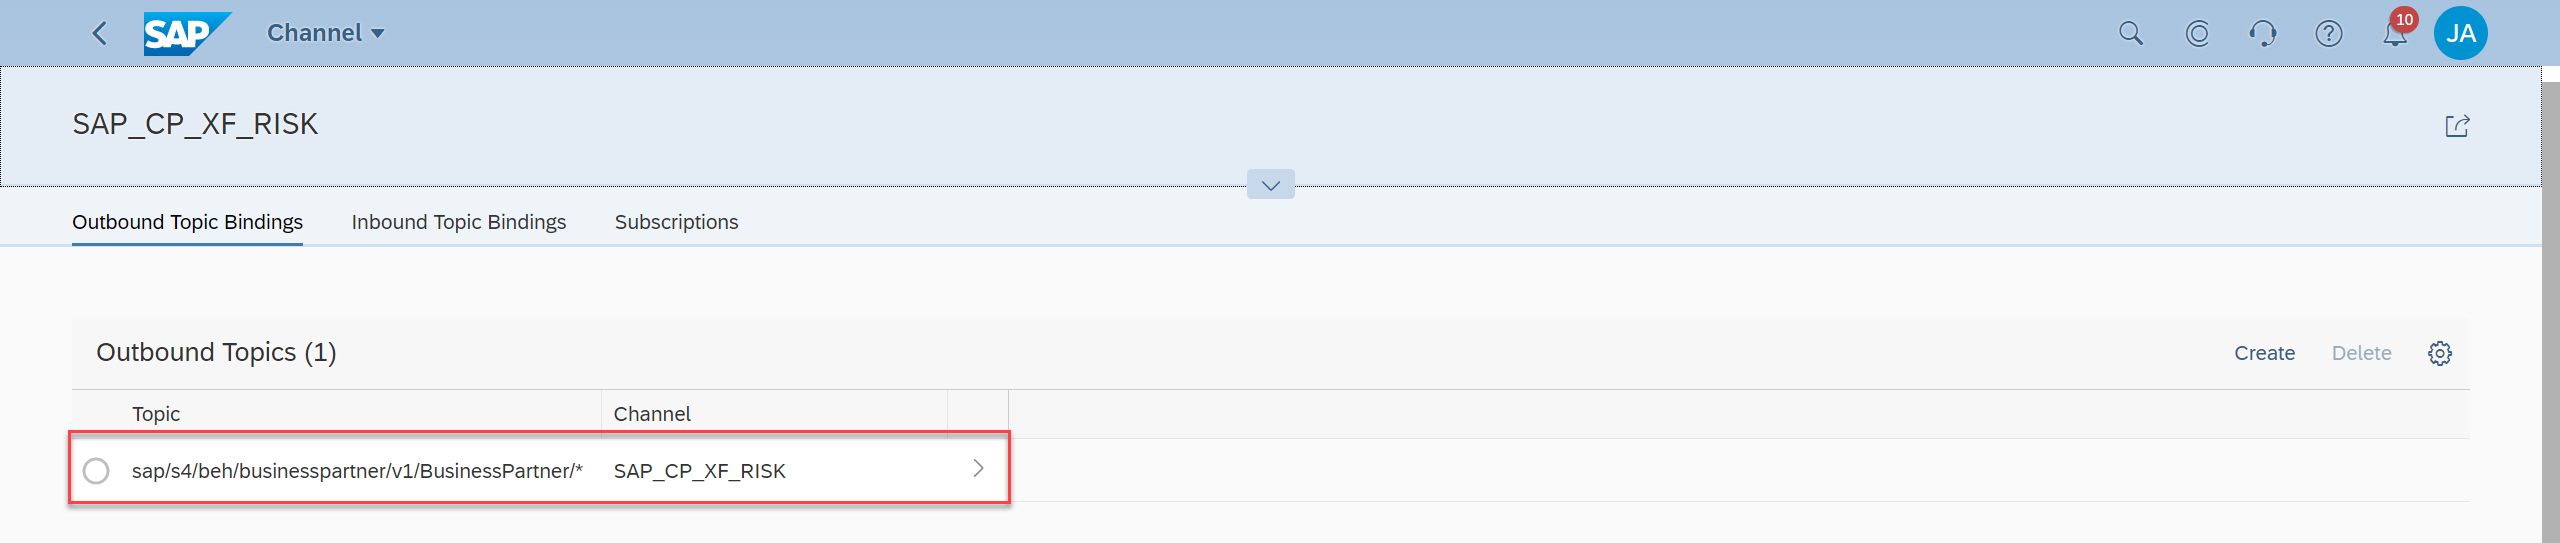 SAP Channel 10 JA
SAP_CP_XF_RISK
Outbound Topic Bindings Inbound Topic Bindings Subscriptions
Outbound Topics (1) Create Delete
Topic Channel
sap/s4/beh/businesspartner/v1/BusinessPartner/* SAP_CP_XF_RISK